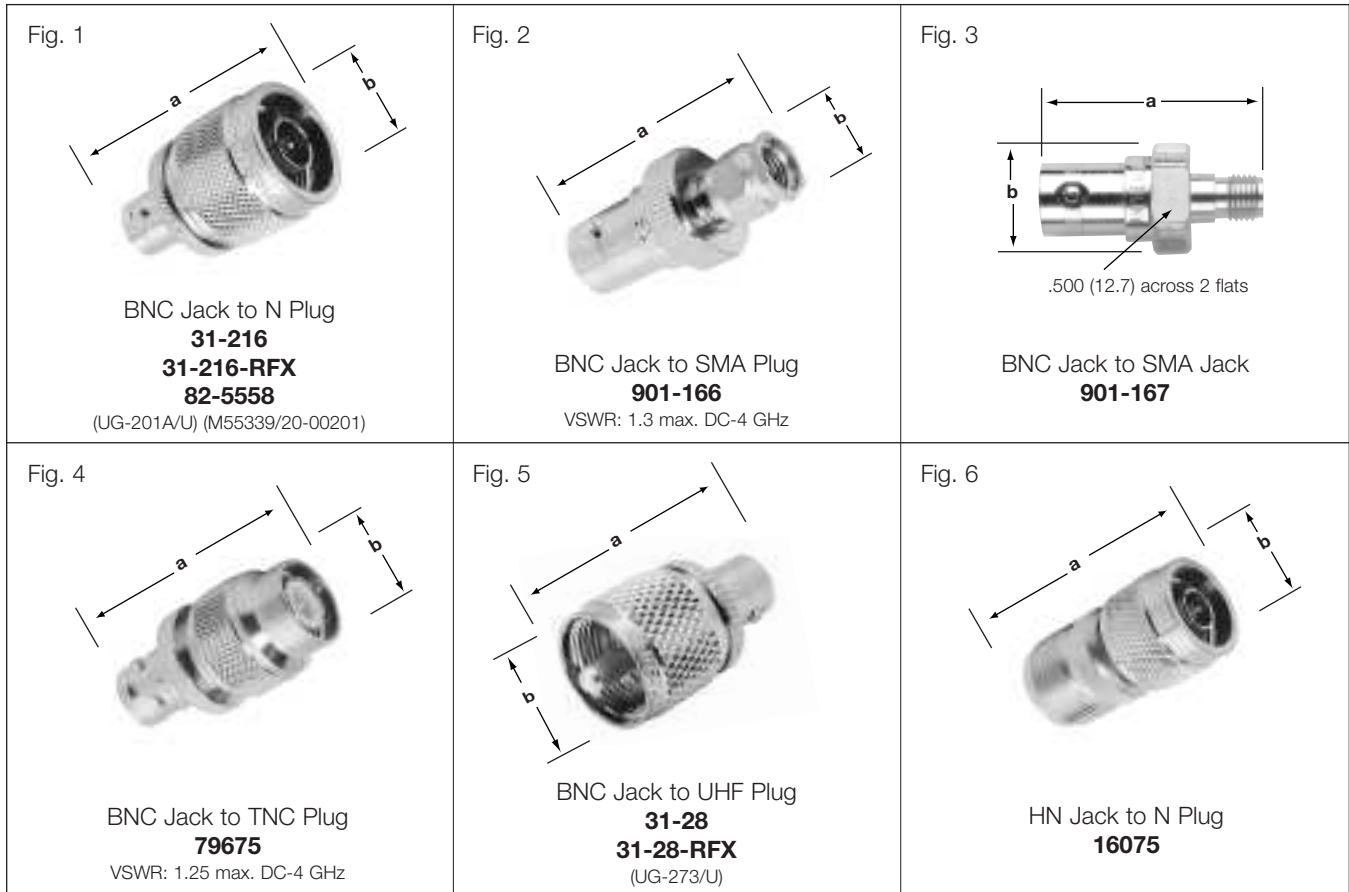 Fig. 1
a
b
BNC Jack to N Plug
31-216
31-216-RFX
82-5558
(UG-201A/U) (M55339/20-00201)
Fig. 2
a
b
BNC Jack to SMA Plug
901-166
VSWR: 1.3 max. DC-4 GHz
Fig. 3
a
b
.500 (12.7) across 2 flats
BNC Jack to SMA Jack
901-167
Fig. 4
a
b
BNC Jack to TNC Plug
79675
VSWR: 1.25 max. DC-4 GHz
Fig. 5
a
b
BNC Jack to UHF Plug
31-28
31-28-RFX
(UG-273/U)
Fig. 6
a
b
HN Jack to N Plug
16075